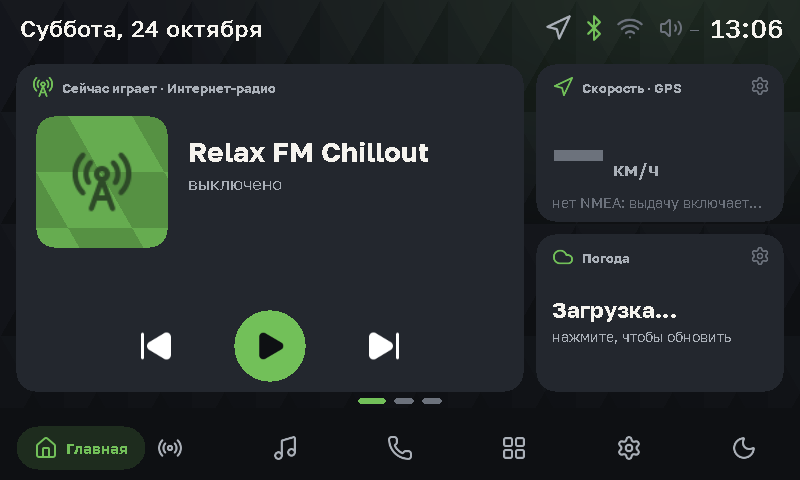 Суббота, 24 октября
– 13:06
Сейчас играет · Интернет-радио
Relax FM Chillout
выключено
Скорость · GPS
км/ч
нет NMEA: выдачу включает...
Погода
Загрузка...
нажмите, чтобы обновить
Главная